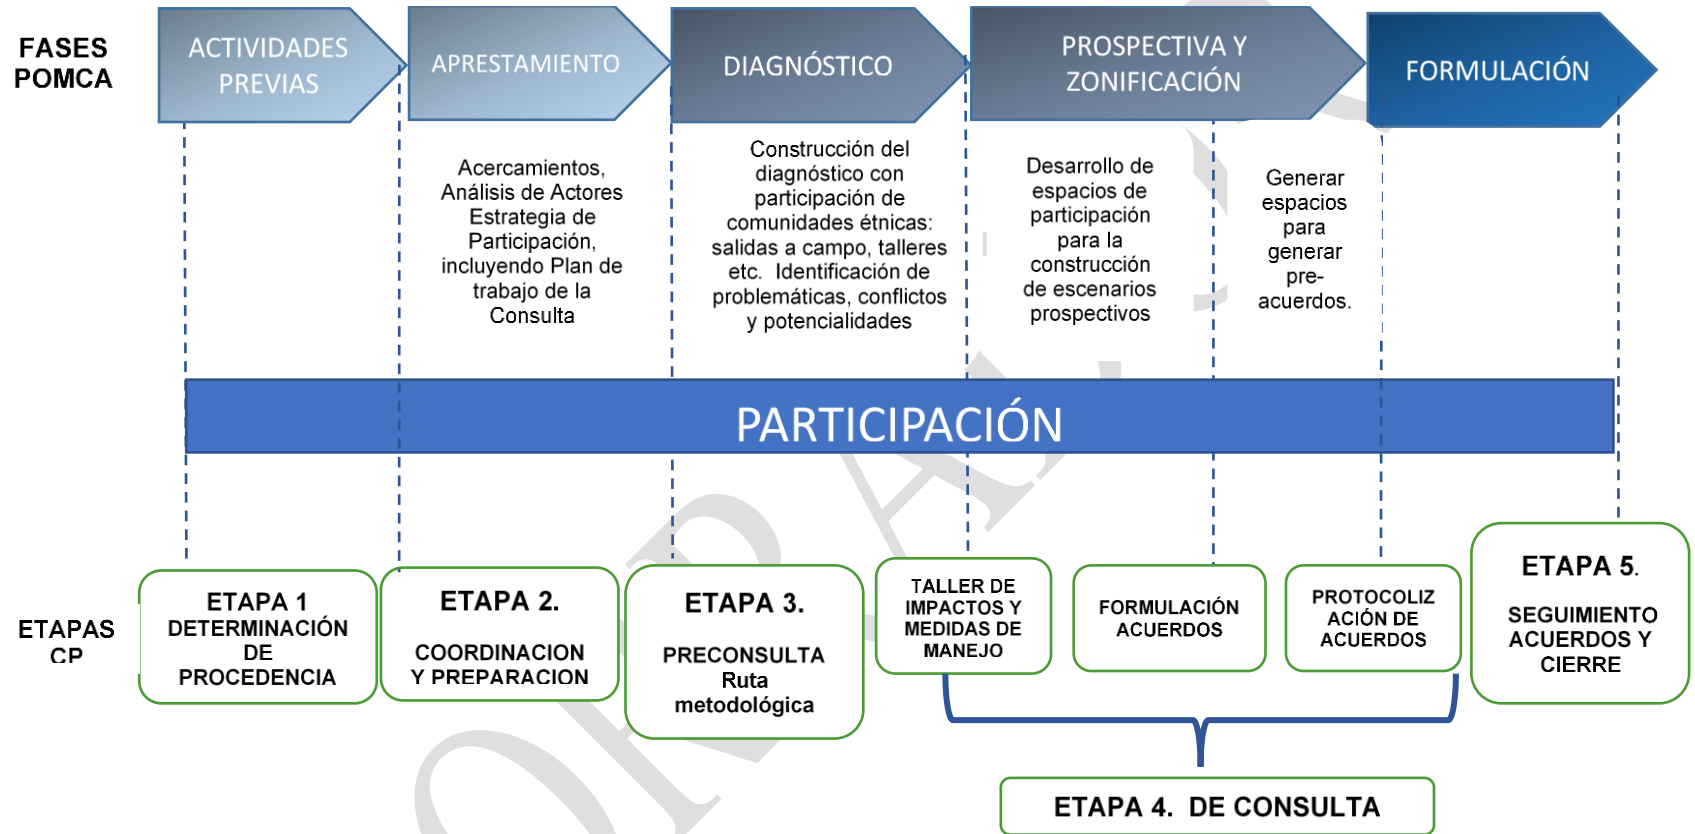 FASES
POMCA
ACTIVIDADES
PREVIAS
APRESTAMIENTO
DIAGNÓSTICO
PROSPECTIVA Y
ZONIFICACIÓN
FORMULACIÓN
Acercamientos,
Análisis de Actores
Estrategia de
Participación,
incluyendo Plan de
trabajo de la
Consulta
Construcción del
diagnóstico con
participación de
comunidades étnicas:
salidas a campo, talleres
etc. Identificación de
problemáticas, conflictos
y potencialidades
Desarrollo de
espacios de
participación
para la
construcción
de escenarios
prospectivos
Generar
espacios
para
generar
pre-
acuerdos.
PARTICIPACIÓN
ETAPAS
CP
ETAPA 1
DETERMINACIÓN
DE
PROCEDENCIA
ETAPA 2.
COORDINACION
Y PREPARACION
ETAPA 3.
PRECONSULTA
Ruta
metodológica
TALLER DE
IMPACTOS Y
MEDIDAS DE
MANEJO
FORMULACIÓN
ACUERDOS
PROTOCOLIZ
ACIÓN DE
ACUERDOS
ETAPA 5.
SEGUIMIENTO
ACUERDOS Y
CIERRE
ETAPA 4. DE CONSULTA